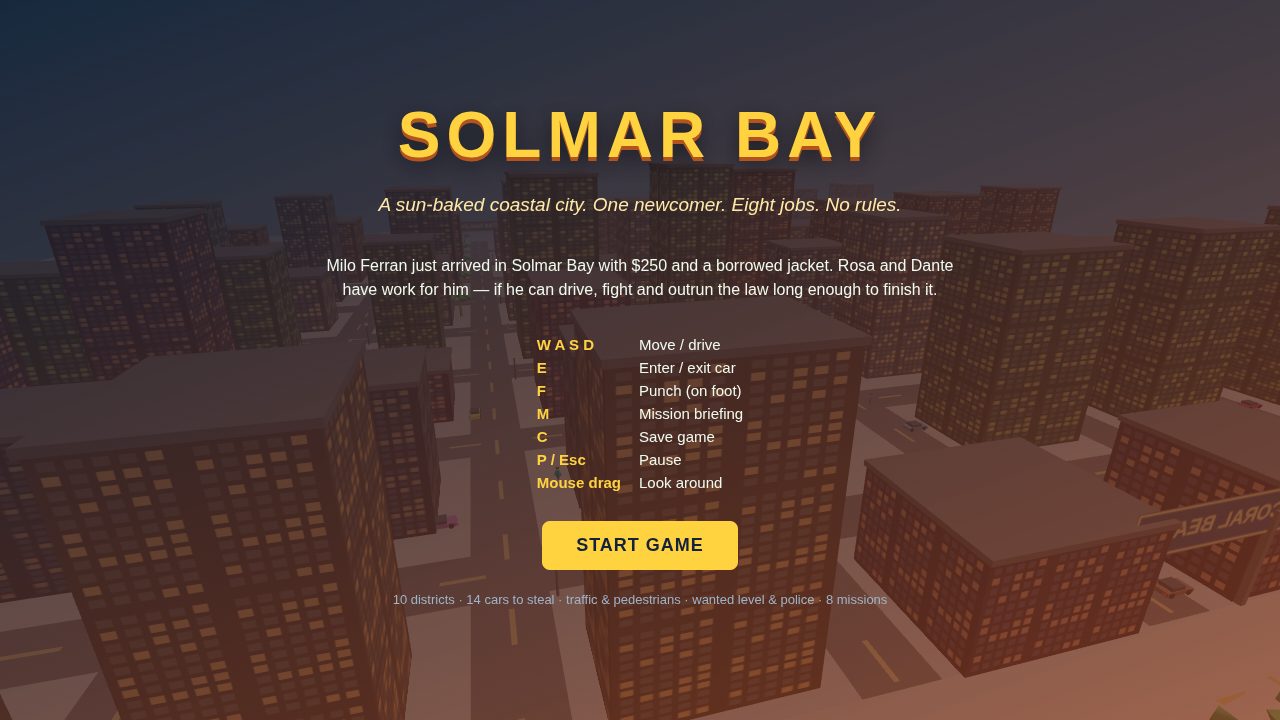 SOLMAR BAY
A sun-baked coastal city. One newcomer. Eight jobs. No rules.
Milo Ferran just arrived in Solmar Bay with $250 and a borrowed jacket. Rosa and Dante
have work for him — if he can drive, fight and outrun the law long enough to finish it.
W A S D Move / drive
E Enter / exit car
F Punch (on foot)
M Mission briefing
C Save game
P / Esc Pause
Mouse drag Look around
CORAL BEA
START GAME
10 districts · 14 cars to steal · traffic & pedestrians · wanted level & police · 8 missions